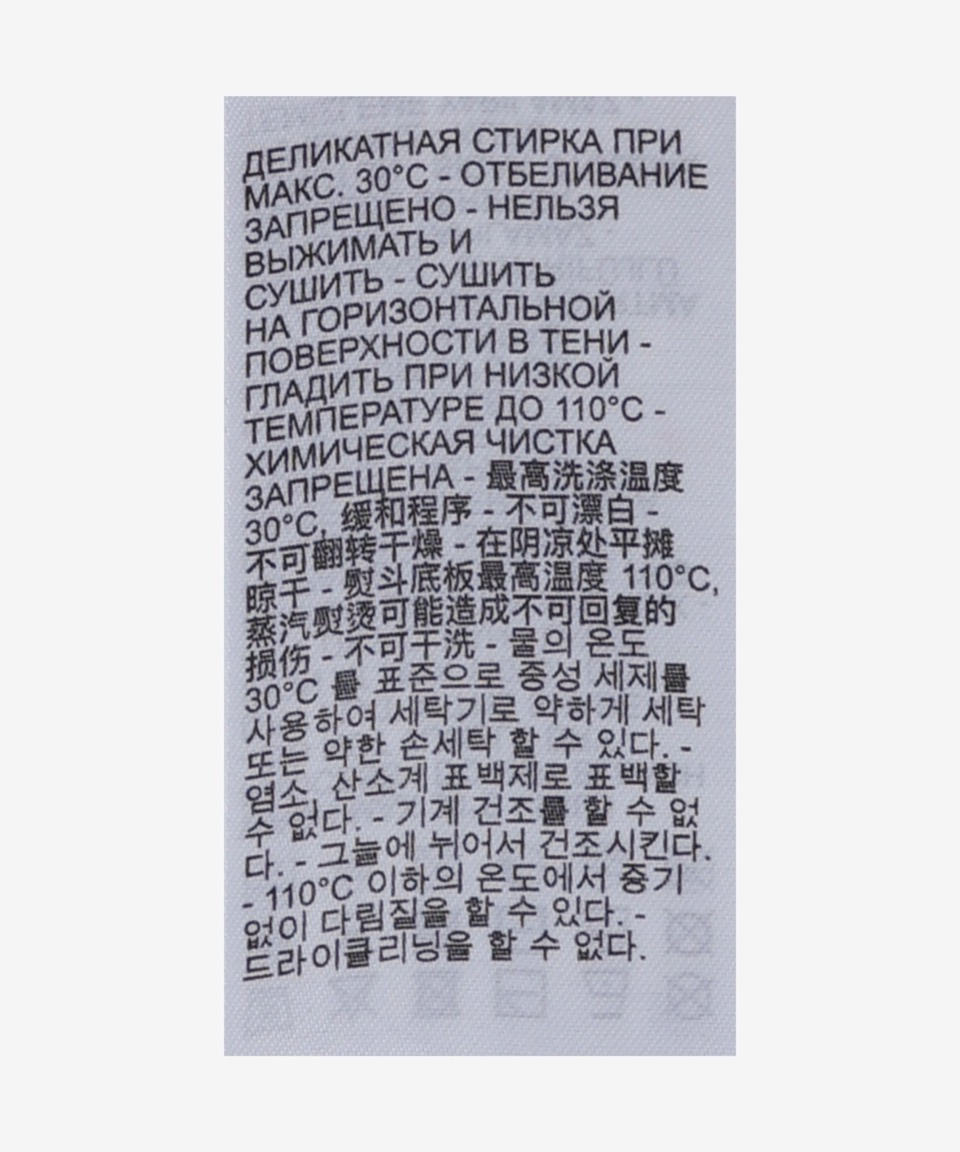 ДЕЛИКАТНАЯ СТИРКА ПРИ
МАКС. 30°C - ОТБЕЛИВАНИЕ
ЗАПРЕЩЕНО - НЕЛЬЗЯ
ВЫЖИМАТЬ И
СУШИТЬ - СУШИТЬ
НА ГОРИЗОНТАЛЬНОЙ
ПОВЕРХНОСТИ В ТЕНИ -
ГЛАДИТЬ ПРИ НИЗКОЙ
ТЕМПЕРАТУРЕ ДО 110°C -
ХИМИЧЕСКАЯ ЧИСТКА
ЗАПРЕЩЕНА - 最高洗涤温度
30°C, 缓和程序 - 不可漂白 -
不可翻转干燥 - 在阴凉处平摊
晾干 - 熨斗底板最高温度 110°C,
蒸汽熨烫可能造成不可回复的
损伤 - 不可干洗 - 물의 온도
30°C 를 표준으로 중성 세제를
사용하여 세탁기로 약하게 세탁
또는 약한 손세탁 할 수 있다. -
염소, 산소계 표백제로 표백할
수 없다. - 기계 건조를 할 수 없
다. - 그늘에 뉘어서 건조시킨다.
- 110°C 이하의 온도에서 증기
없이 다림질을 할 수 있다. -
드라이클리닝을 할 수 없다.